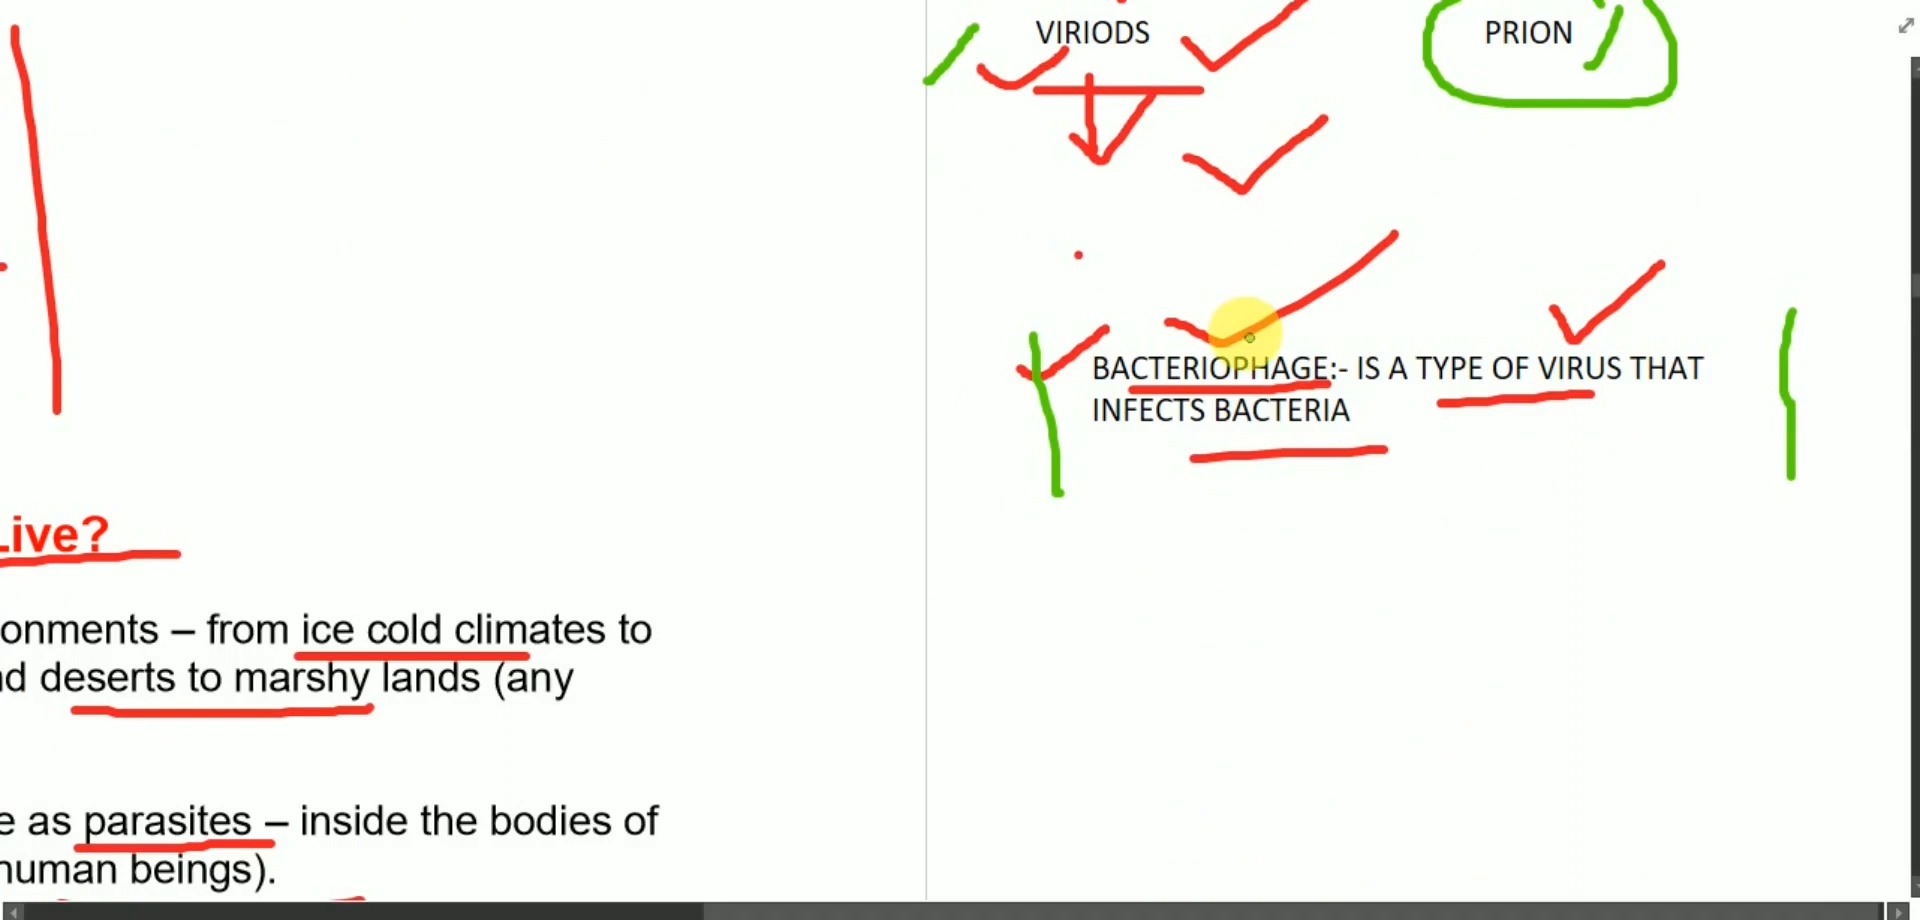 Live?
onments – from ice cold climates to
nd deserts to marshy lands (any
e as parasites – inside the bodies of
human beings).
VIRIODS PRION
BACTERIOPHAGE:- IS A TYPE OF VIRUS THAT
INFECTS BACTERIA